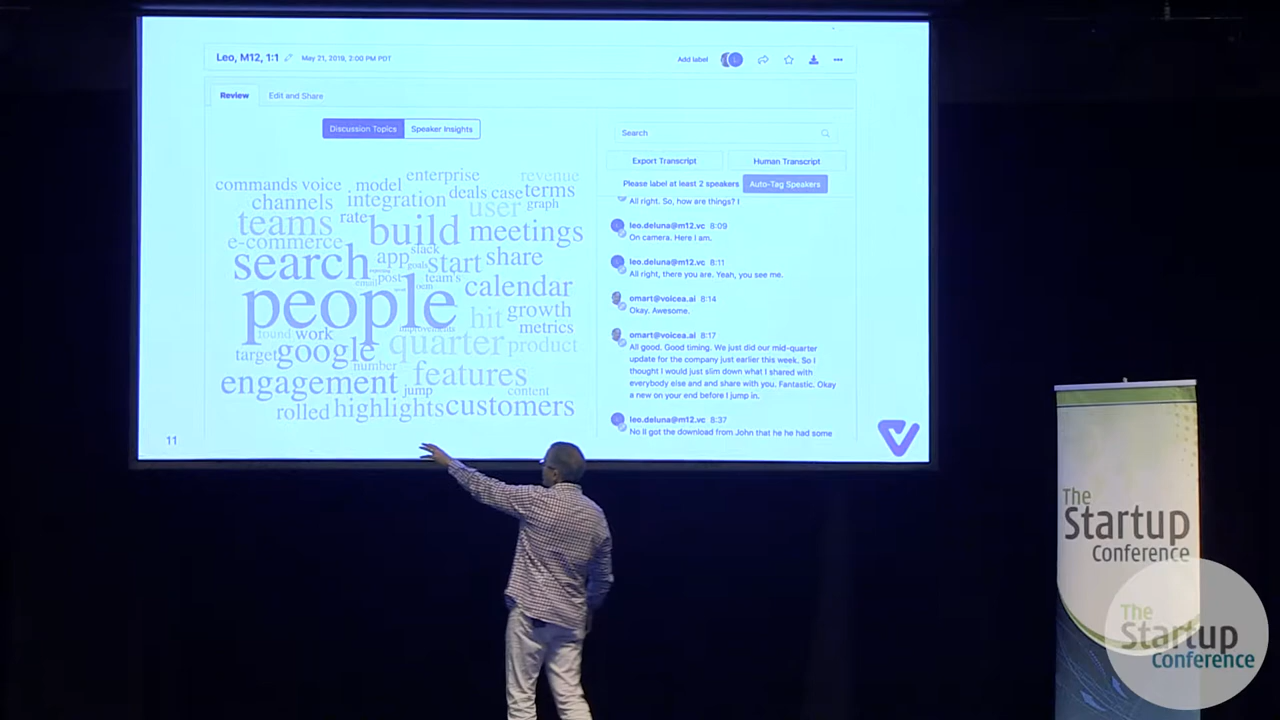 Leo, M12, 1:1
May 21, 2019, 2:00 PM PDT
Add label
Review
Edit and Share
Discussion Topics
Speaker Insights
enterprise
revenue
commands voice model
deals case terms
channels integration
graph
user
teams rate
build meetings
e-commerce
stack
search app
goals
start share
post
team's
email
calendar
people
hit growth
metrics
improvements
found work
quarter product
target google
number
features
engagement
jump
content
rolled highlights customers
Search
Export Transcript
Human Transcript
Please label at least 2 speakers
Auto-Tag Speakers
All right. So, how are things? I
leo.deluna@m12.vc 8:09
On camera. Here I am.
leo.deluna@m12.vc 8:11
All right, there you are. Yeah, you see me.
omart@voicea.ai 8:14
Okay. Awesome.
omart@voicea.ai 8:17
All good. Good timing. We just did our mid-quarter
update for the company just earlier this week. So I
thought I would just slim down what I shared with
everybody else and and share with you. Fantastic. Okay
a new on your end before I jump in.
leo.deluna@m12.vc 8:37
No II got the download from John that he he had some
11
The
Startup
Conference
The
Startup
Conference